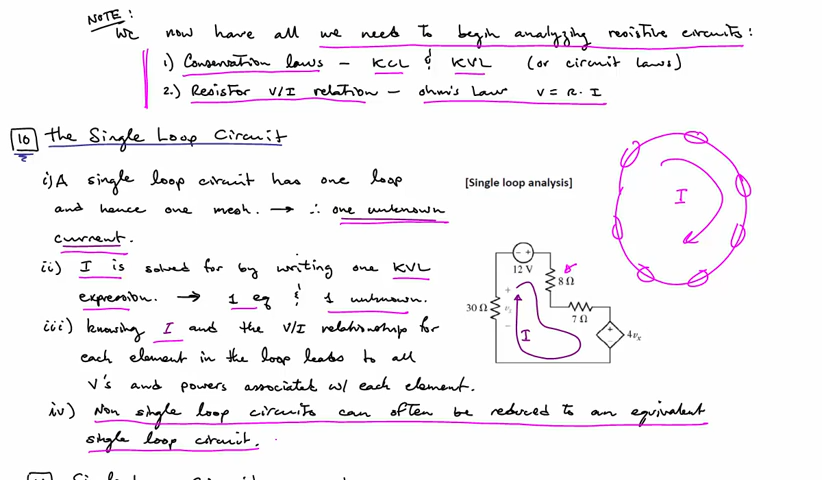 NOTE:
We now have all we need to begin analyzing resistive circuits:
1) Conservation laws – KCL & KVL (or circuit laws)
2.) Resistor V/I relation – ohm's law V = R · I
10 the Single Loop Circuit
i) A single loop circuit has one loop
and hence one mesh. → ∴ one unknown
current.
ii) I is solved for by writing one KVL
expression. → 1 eq & 1 unknown.
iii) knowing I and the V/I relationship for
each element in the loop leads to all
V's and powers associated w/ each element.
iv) Non single loop circuits can often be reduced to an equivalent
single loop circuit.
[Single loop analysis]
I
12 V
8 Ω
30 Ω
7 Ω
I